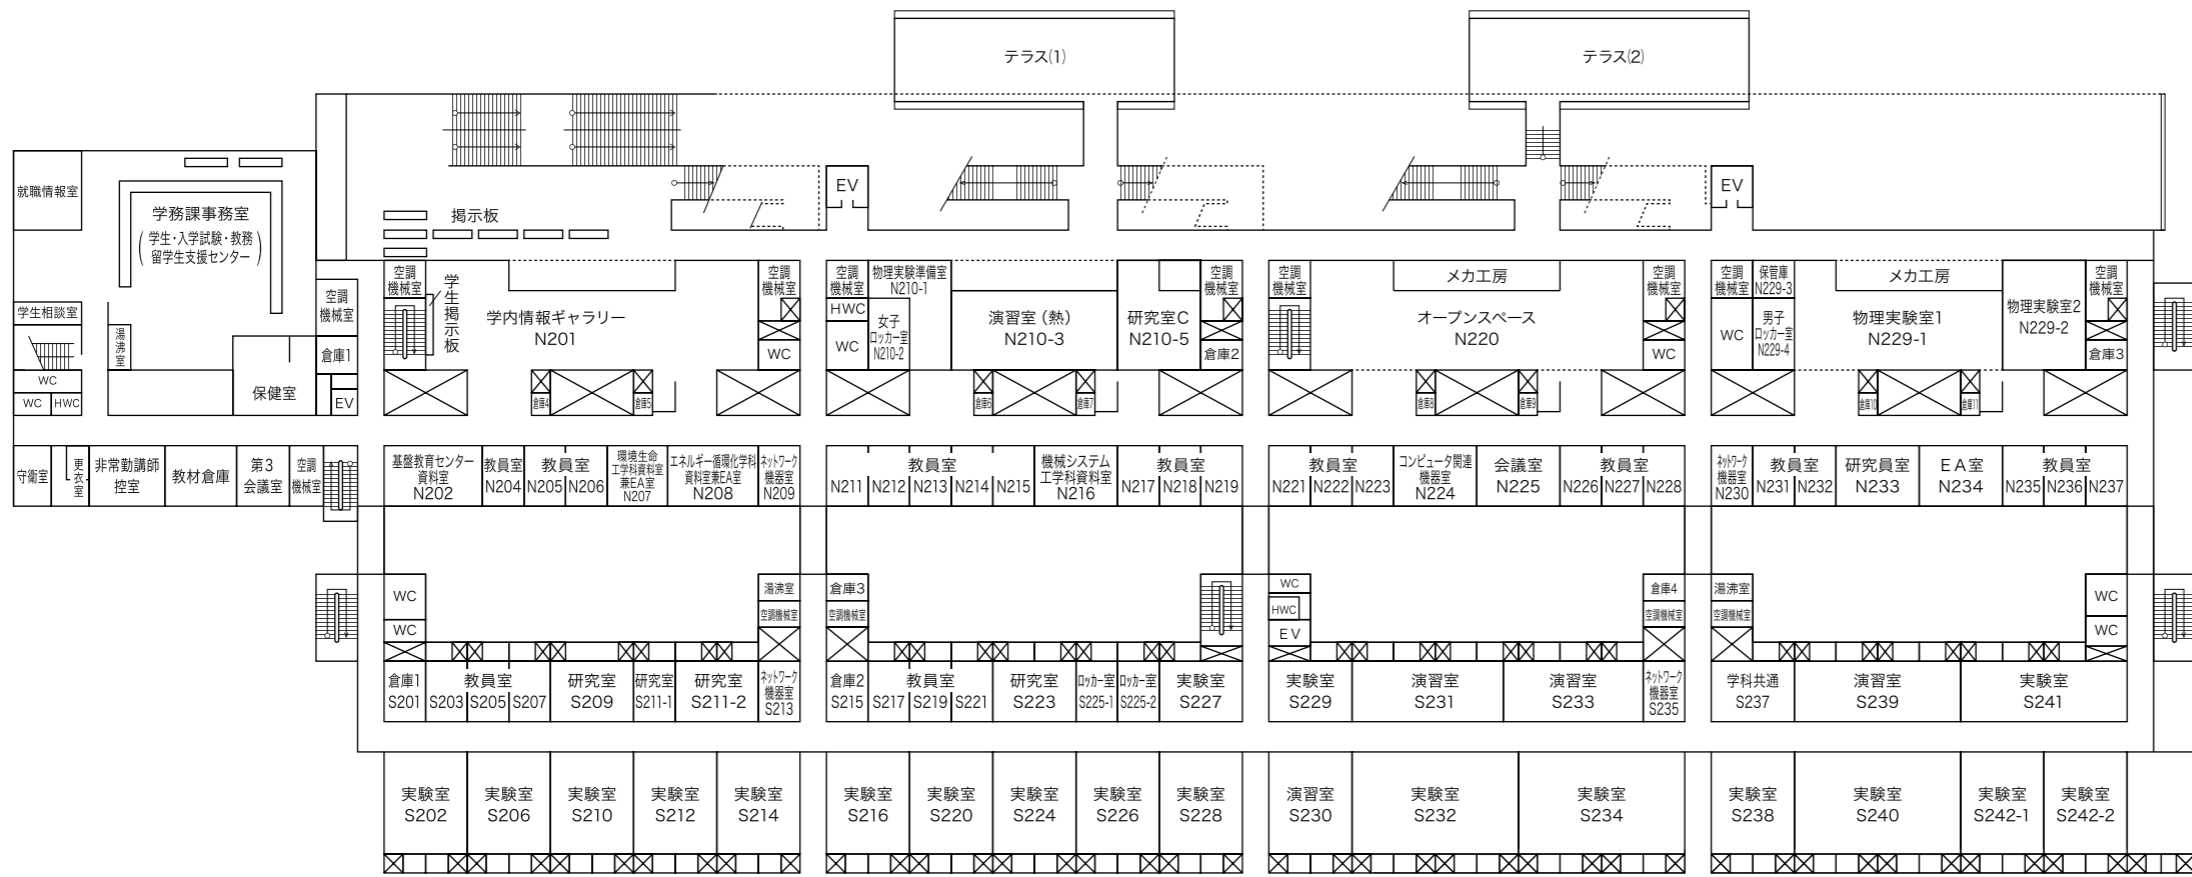 テラス(1)
テラス(2)
就職情報室
学務課事務室
(学生・入学試験・教務
留学生支援センター)
掲示板
EV
EV
学生相談室
湯沸室
空調
機械室
倉庫1
保健室
EV
WC
WC
HWC
空調
機械室
学生掲示板
学内情報ギャラリー
N201
空調
機械室
WC
倉庫4
倉庫5
空調
機械室
HWC
WC
物理実験準備室
N210-1
女子
ロッカー室
N210-2
演習室(熱)
N210-3
研究室C
N210-5
空調
機械室
倉庫2
倉庫6
倉庫7
空調
機械室
メカ工房
オープンスペース
N220
空調
機械室
WC
倉庫8
倉庫9
空調
機械室
WC
保管庫
N229-3
男子
ロッカー室
N229-4
メカ工房
物理実験室1
N229-1
物理実験室2
N229-2
空調
機械室
倉庫3
倉庫10
倉庫11
守衛室
更衣室
非常勤講師
控室
教材倉庫
第3
会議室
空調
機械室
基盤教育センター
資料室
N202
教員室
N204
教員室
N205 N206
環境生命
工学科資料室
兼EA室
N207
エネルギー循環化学科
資料室兼EA室
N208
ネットワーク
機器室
N209
教員室
N211 N212 N213 N214 N215
機械システム
工学科資料室
N216
教員室
N217 N218 N219
教員室
N221 N222 N223
コンピュータ関連
機器室
N224
会議室
N225
教員室
N226 N227 N228
ネットワーク
機器室
N230
教員室
N231 N232
研究員室
N233
EA室
N234
教員室
N235 N236 N237
WC
WC
湯沸室
空調機械室
倉庫3
空調機械室
WC
HWC
EV
倉庫4
空調機械室
湯沸室
空調機械室
WC
WC
倉庫1
S201
教員室
S203 S205 S207
研究室
S209
研究室
S211-1
研究室
S211-2
ネットワーク
機器室
S213
倉庫2
S215
教員室
S217 S219 S221
研究室
S223
ロッカー室
S225-1
ロッカー室
S225-2
実験室
S227
実験室
S229
演習室
S231
演習室
S233
ネットワーク
機器室
S235
学科共通
S237
演習室
S239
実験室
S241
実験室
S202
実験室
S206
実験室
S210
実験室
S212
実験室
S214
実験室
S216
実験室
S220
実験室
S224
実験室
S226
実験室
S228
演習室
S230
実験室
S232
実験室
S234
実験室
S238
実験室
S240
実験室
S242-1
実験室
S242-2